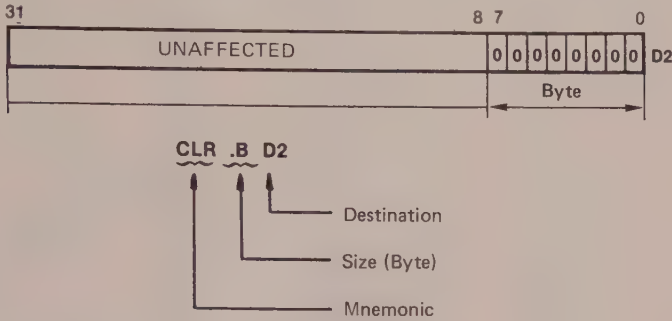 31 8 7 0
UNAFFECTED 0 0 0 0 0 0 0 0 D2
Byte
CLR .B D2
Destination
Size (Byte)
Mnemonic